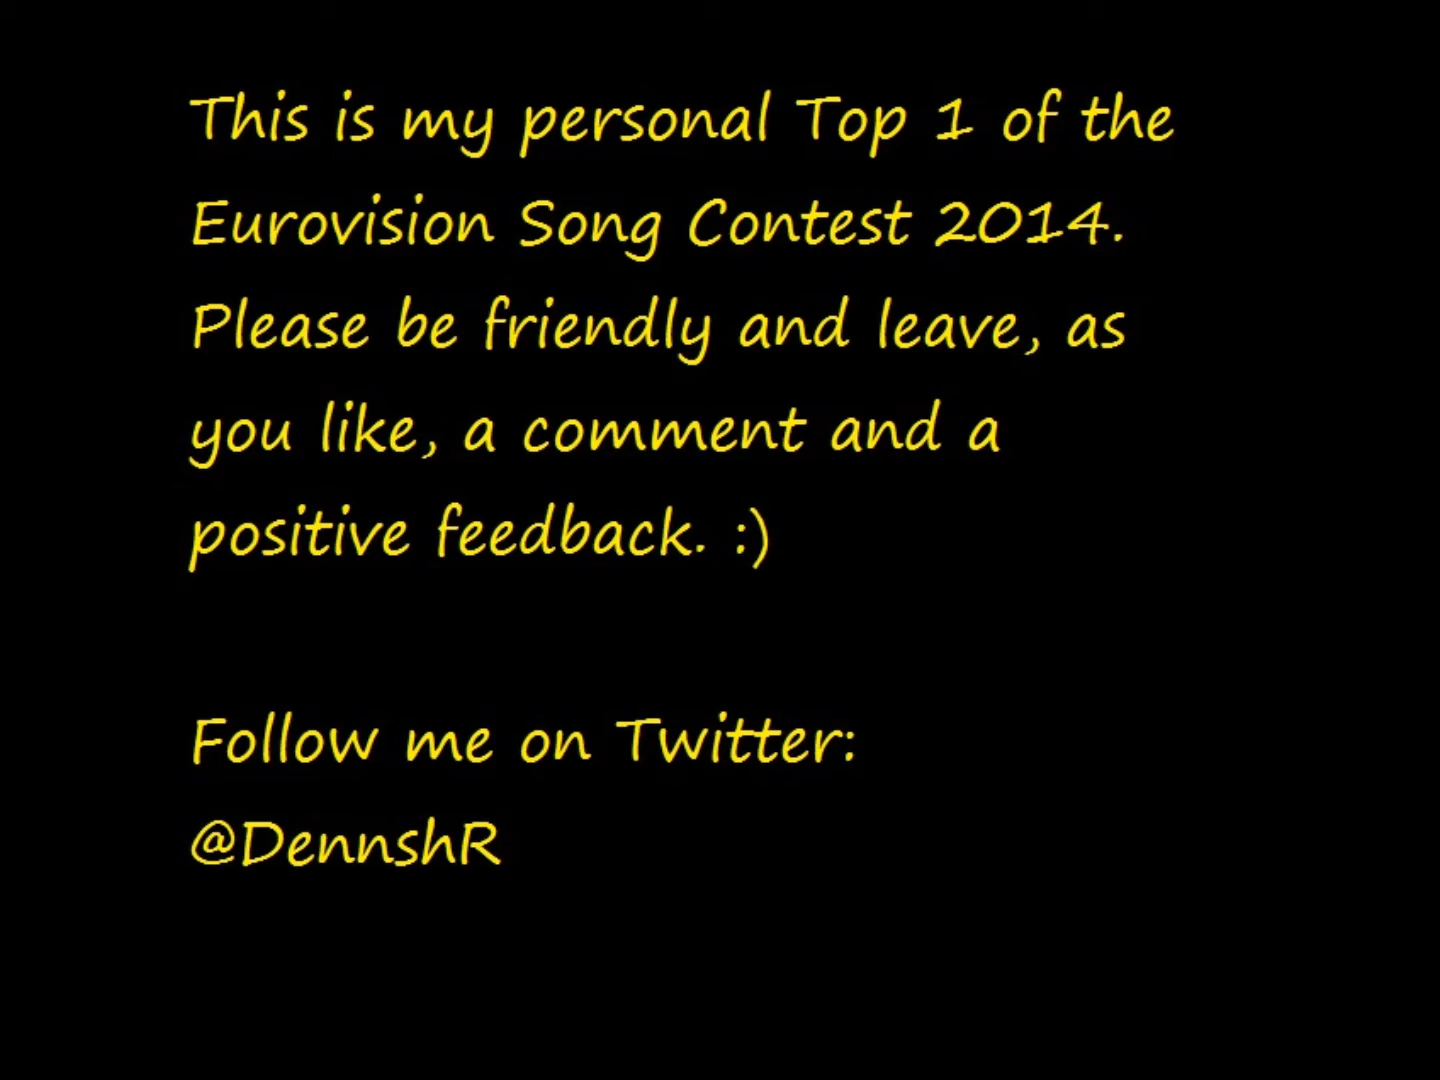 This is my personal Top 1 of the
Eurovision Song Contest 2014.
Please be friendly and leave, as
you like, a comment and a
positive feedback. :)
Follow me on Twitter:
@DennshR